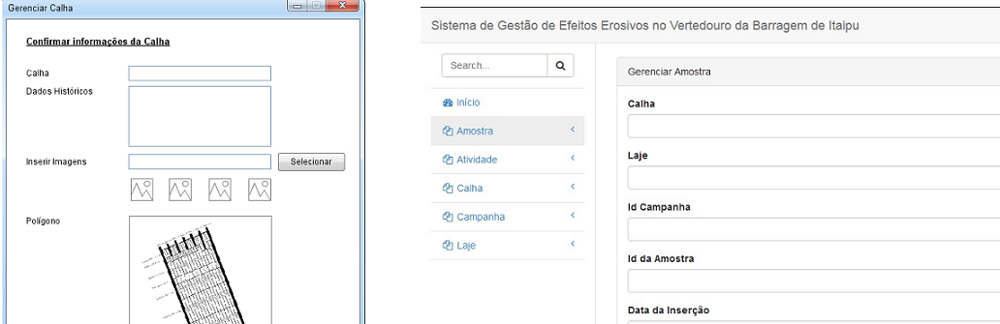 Gerenciar Calha
Confirmar informações da Calha
Calha
Dados Históricos
Inserir Imagens
Selecionar
Polígono
Sistema de Gestão de Efeitos Erosivos no Vertedouro da Barragem de Itaipu
Search...
Início
Amostra
Atividade
Calha
Campanha
Laje
Gerenciar Amostra
Calha
Laje
Id Campanha
Id da Amostra
Data da Inserção